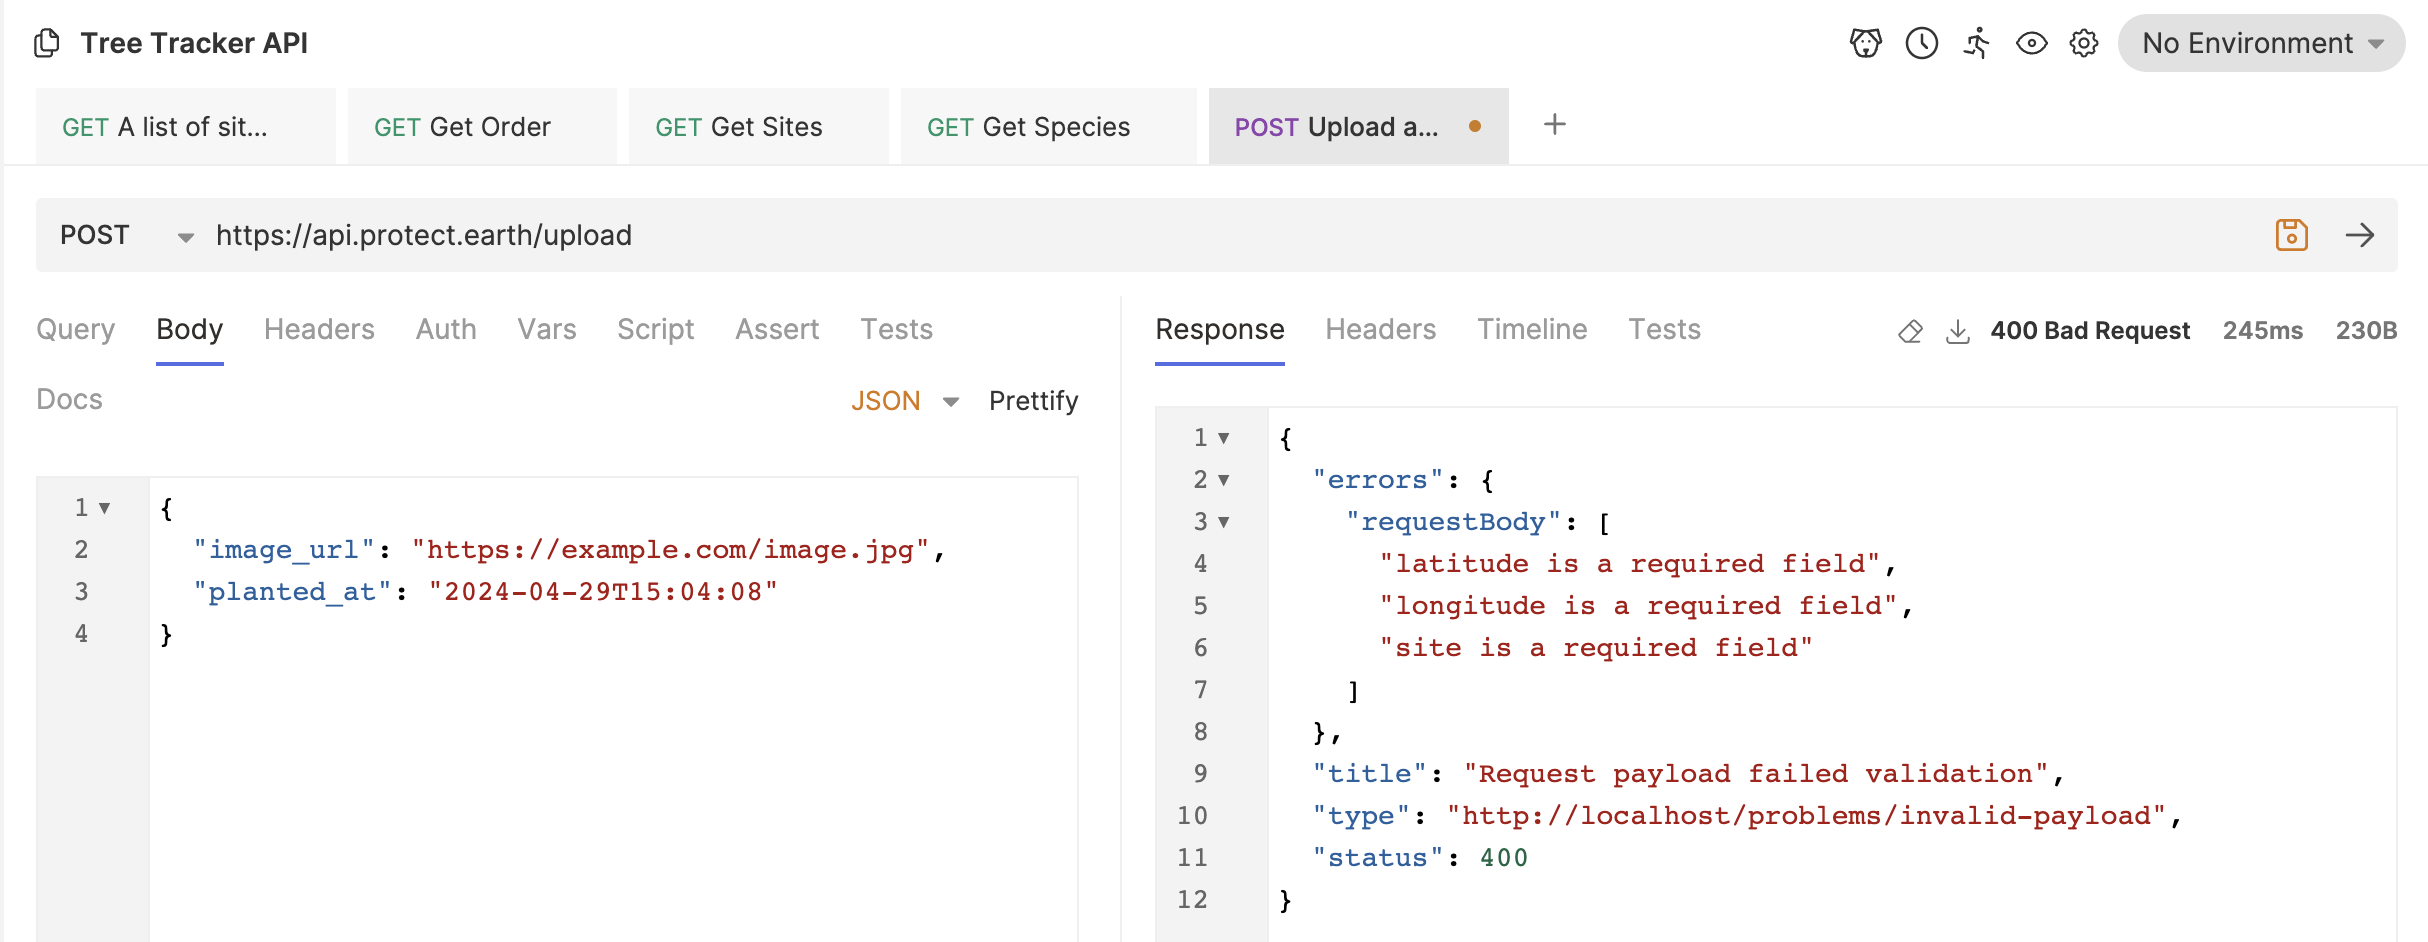 Tree Tracker API
No Environment
GET A list of sit...
GET Get Order
GET Get Sites
GET Get Species
POST Upload a...
POST
https://api.protect.earth/upload
Query Body Headers Auth Vars Script Assert Tests
Docs
JSON
Prettify
1 {
2 "image_url": "https://example.com/image.jpg",
3 "planted_at": "2024-04-29T15:04:08"
4 }
Response Headers Timeline Tests
400 Bad Request 245ms 230B
1 {
2 "errors": {
3 "requestBody": [
4 "latitude is a required field",
5 "longitude is a required field",
6 "site is a required field"
7 ]
8 },
9 "title": "Request payload failed validation",
10 "type": "http://localhost/problems/invalid-payload",
11 "status": 400
12 }